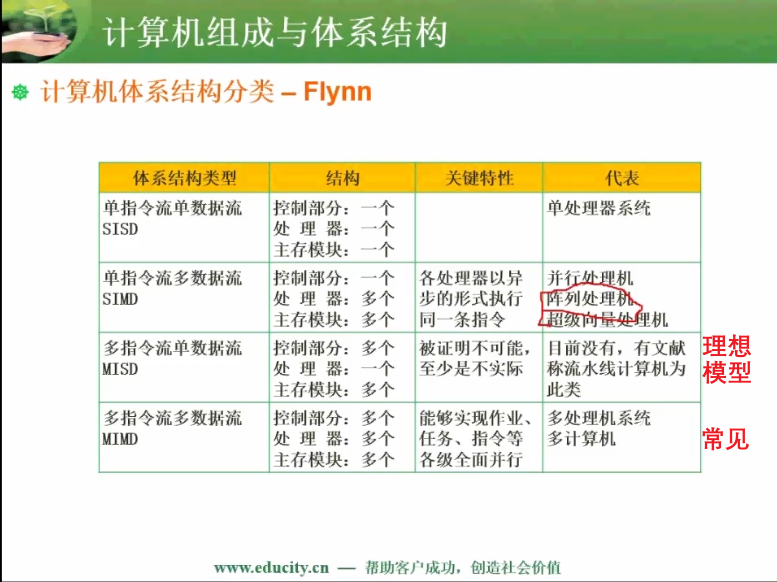 计算机组成与体系结构
计算机体系结构分类 – Flynn
体系结构类型 结构 关键特性 代表
单指令流单数据流
SISD
控制部分：一个
处 理 器：一个
主存模块：一个
单处理器系统
单指令流多数据流
SIMD
控制部分：一个
处 理 器：多个
主存模块：多个
各处理器以异
步的形式执行
同一条指令
并行处理机
阵列处理机
超级向量处理机
多指令流单数据流
MISD
控制部分：多个
处 理 器：一个
主存模块：多个
被证明不可能，
至少是不实际
目前没有，有文献
称流水线计算机为
此类
理想
模型
多指令流多数据流
MIMD
控制部分：多个
处 理 器：多个
主存模块：多个
能够实现作业、
任务、指令等
各级全面并行
多处理机系统
多计算机
常见
www.educity.cn — 帮助客户成功，创造社会价值